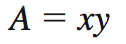 A = xy